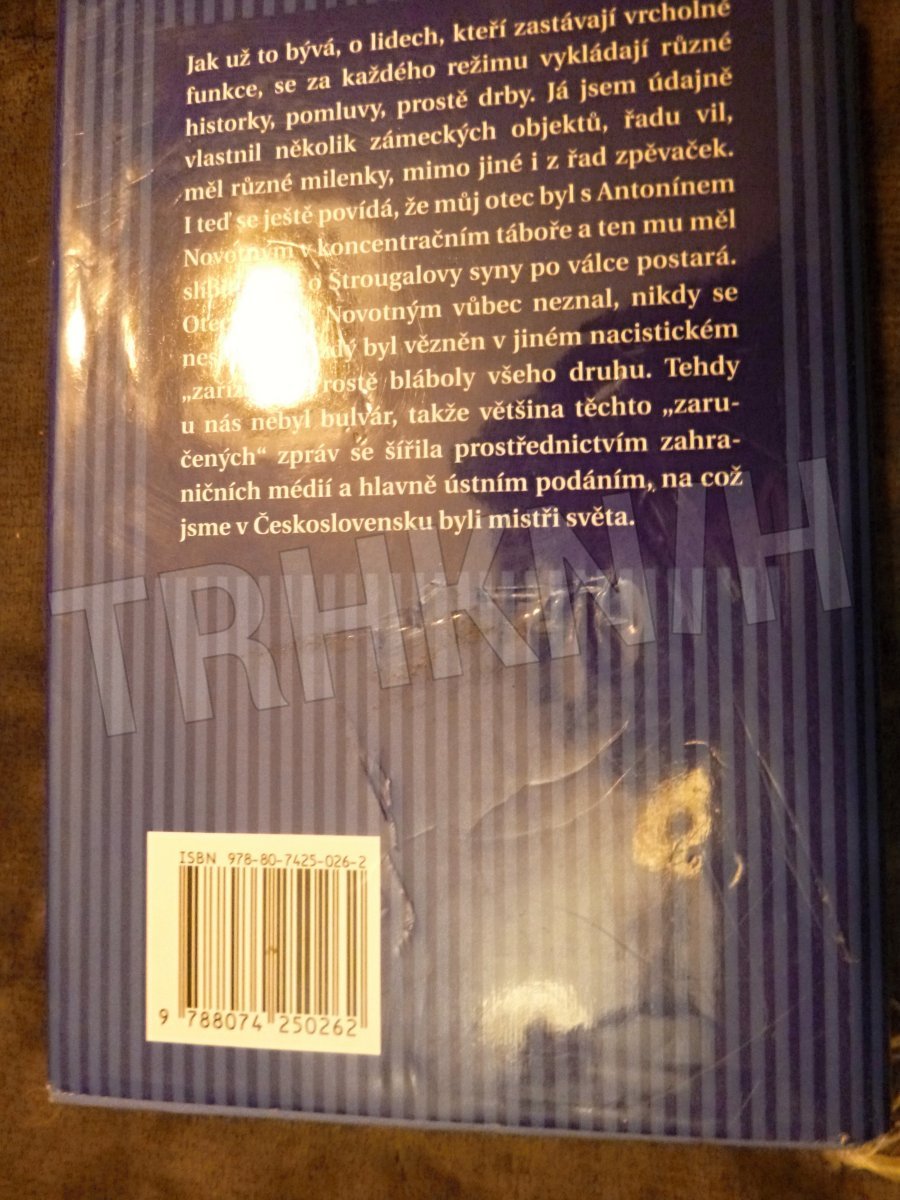 Jak už to bývá, o lidech, kteří zastávají vrcholné
funkce, se za každého režimu vykládají různé
historky, pomluvy, prostě drby. Já jsem údajně
vlastnil několik zámeckých objektů, řadu vil,
měl různé milenky, mimo jiné i z řad zpěvaček.
I teď se ještě povídá, že můj otec byl s Antonínem
Novotným v koncentračním táboře a ten mu měl
o Štrougalovy syny po válce postará.
Novotným vůbec neznal, nikdy se
byl vězněn v jiném nacistickém
bláboly všeho druhu. Tehdy
u nás nebyl bulvár, takže většina těchto „zaru-
čených“ zpráv se šířila prostřednictvím zahra-
ničních médií a hlavně ústním podáním, na což
jsme v Československu byli mistři světa.
TRHKNIH
ISBN 978-80-7425-026-2
9 788074 250262